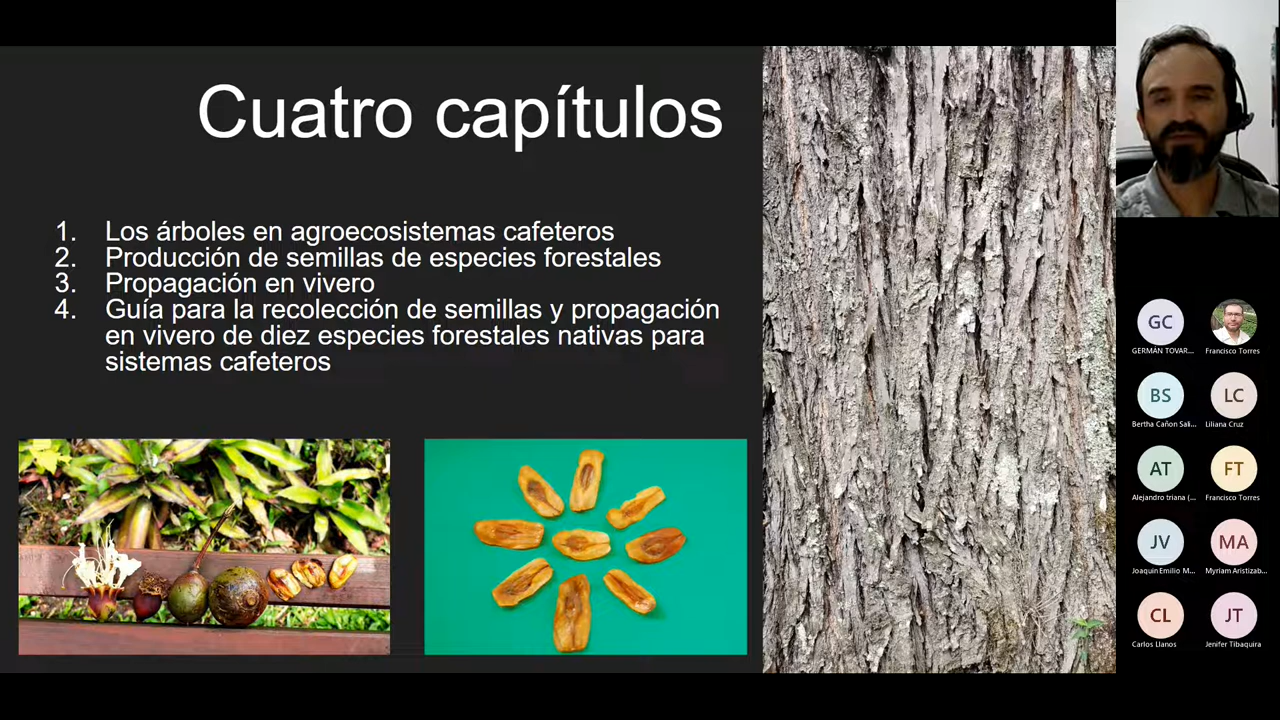 Cuatro capítulos
1. Los árboles en agroecosistemas cafeteros
2. Producción de semillas de especies forestales
3. Propagación en vivero
4. Guía para la recolección de semillas y propagación
en vivero de diez especies forestales nativas para
sistemas cafeteros
GC
GERMÁN TOVAR...
Francisco Torres
BS
Bertha Cañon Sali...
LC
Liliana Cruz
AT
Alejandro triana (...
FT
Francisco Torres
JV
Joaquin Emilio M...
MA
Myriam Aristizab...
CL
Carlos Llanos
JT
Jenifer Tibaquira